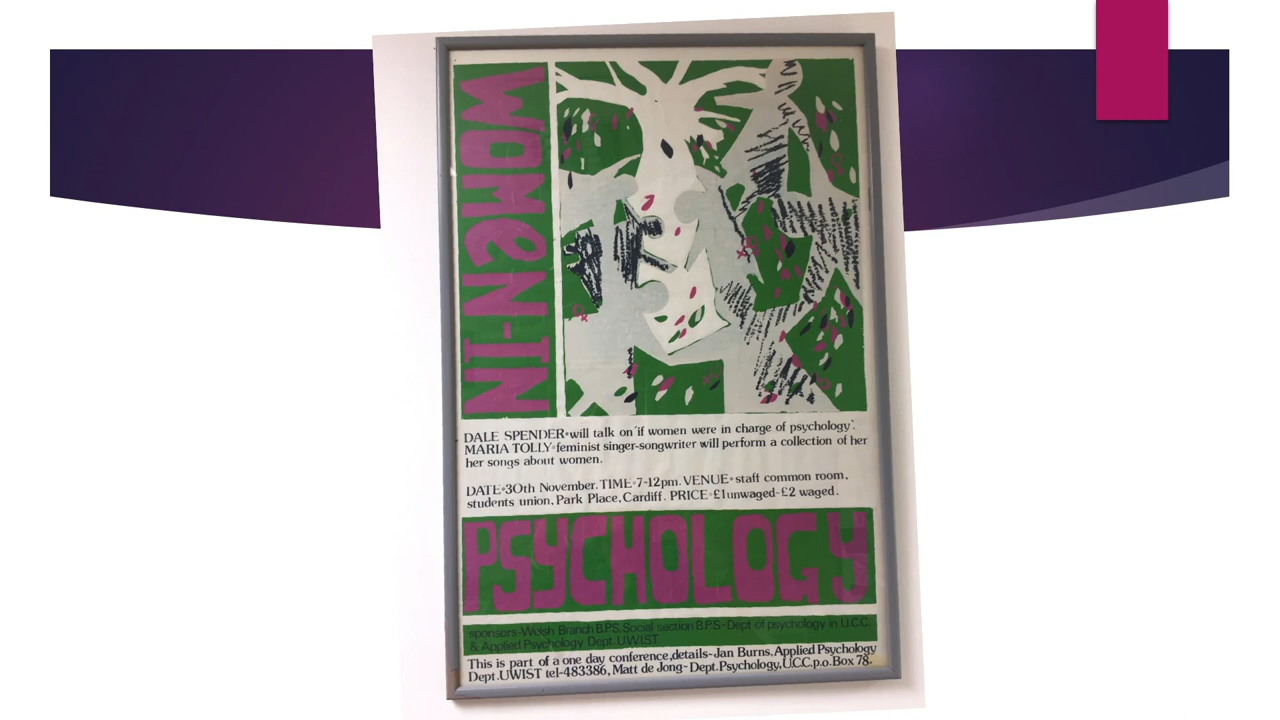 WOMEN-IN
DALE SPENDER•will talk on 'if women were in charge of psychology'.
MARIA TOLLY•feminist singer-songwriter will perform a collection of her
her songs about women.
DATE•30th November. TIME•7-12pm. VENUE•staff common room,
students union, Park Place, Cardiff. PRICE•£1unwaged-£2 waged.
PSYCHOLOGY
sponsors-Welsh Branch B.P.S. Social section B.P.S-Dept of psychology in U.C.C.
& Applied Psychology Dept. U.W.I.S.T
This is part of a one day conference,details-Jan Burns, Applied Psychology
Dept.UWIST tel-483386, Matt de Jong-Dept. Psychology, U.C.C. p.o. Box 78.